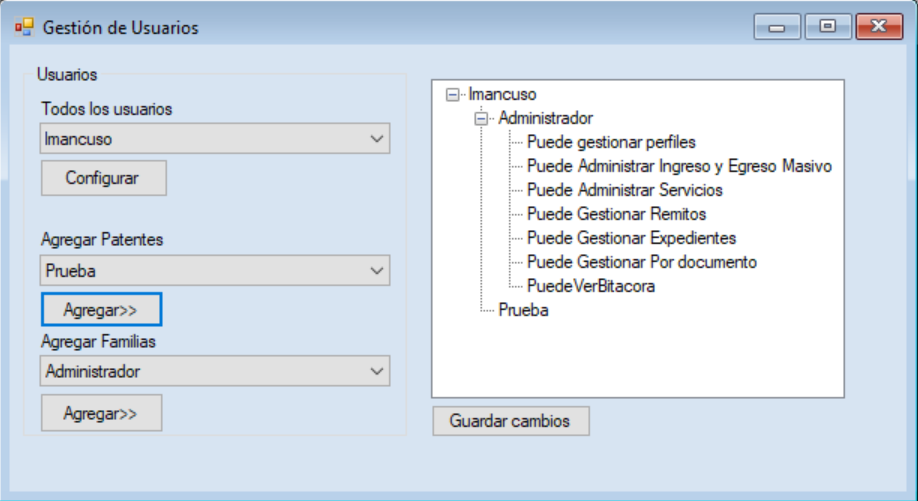 Gestión de Usuarios
Usuarios
Todos los usuarios
lmancuso
Configurar
Agregar Patentes
Prueba
Agregar>>
Agregar Familias
Administrador
Agregar>>
lmancuso
Administrador
Puede gestionar perfiles
Puede Administrar Ingreso y Egreso Masivo
Puede Administrar Servicios
Puede Gestionar Remitos
Puede Gestionar Expedientes
Puede Gestionar Por documento
PuedeVerBitacora
Prueba
Guardar cambios